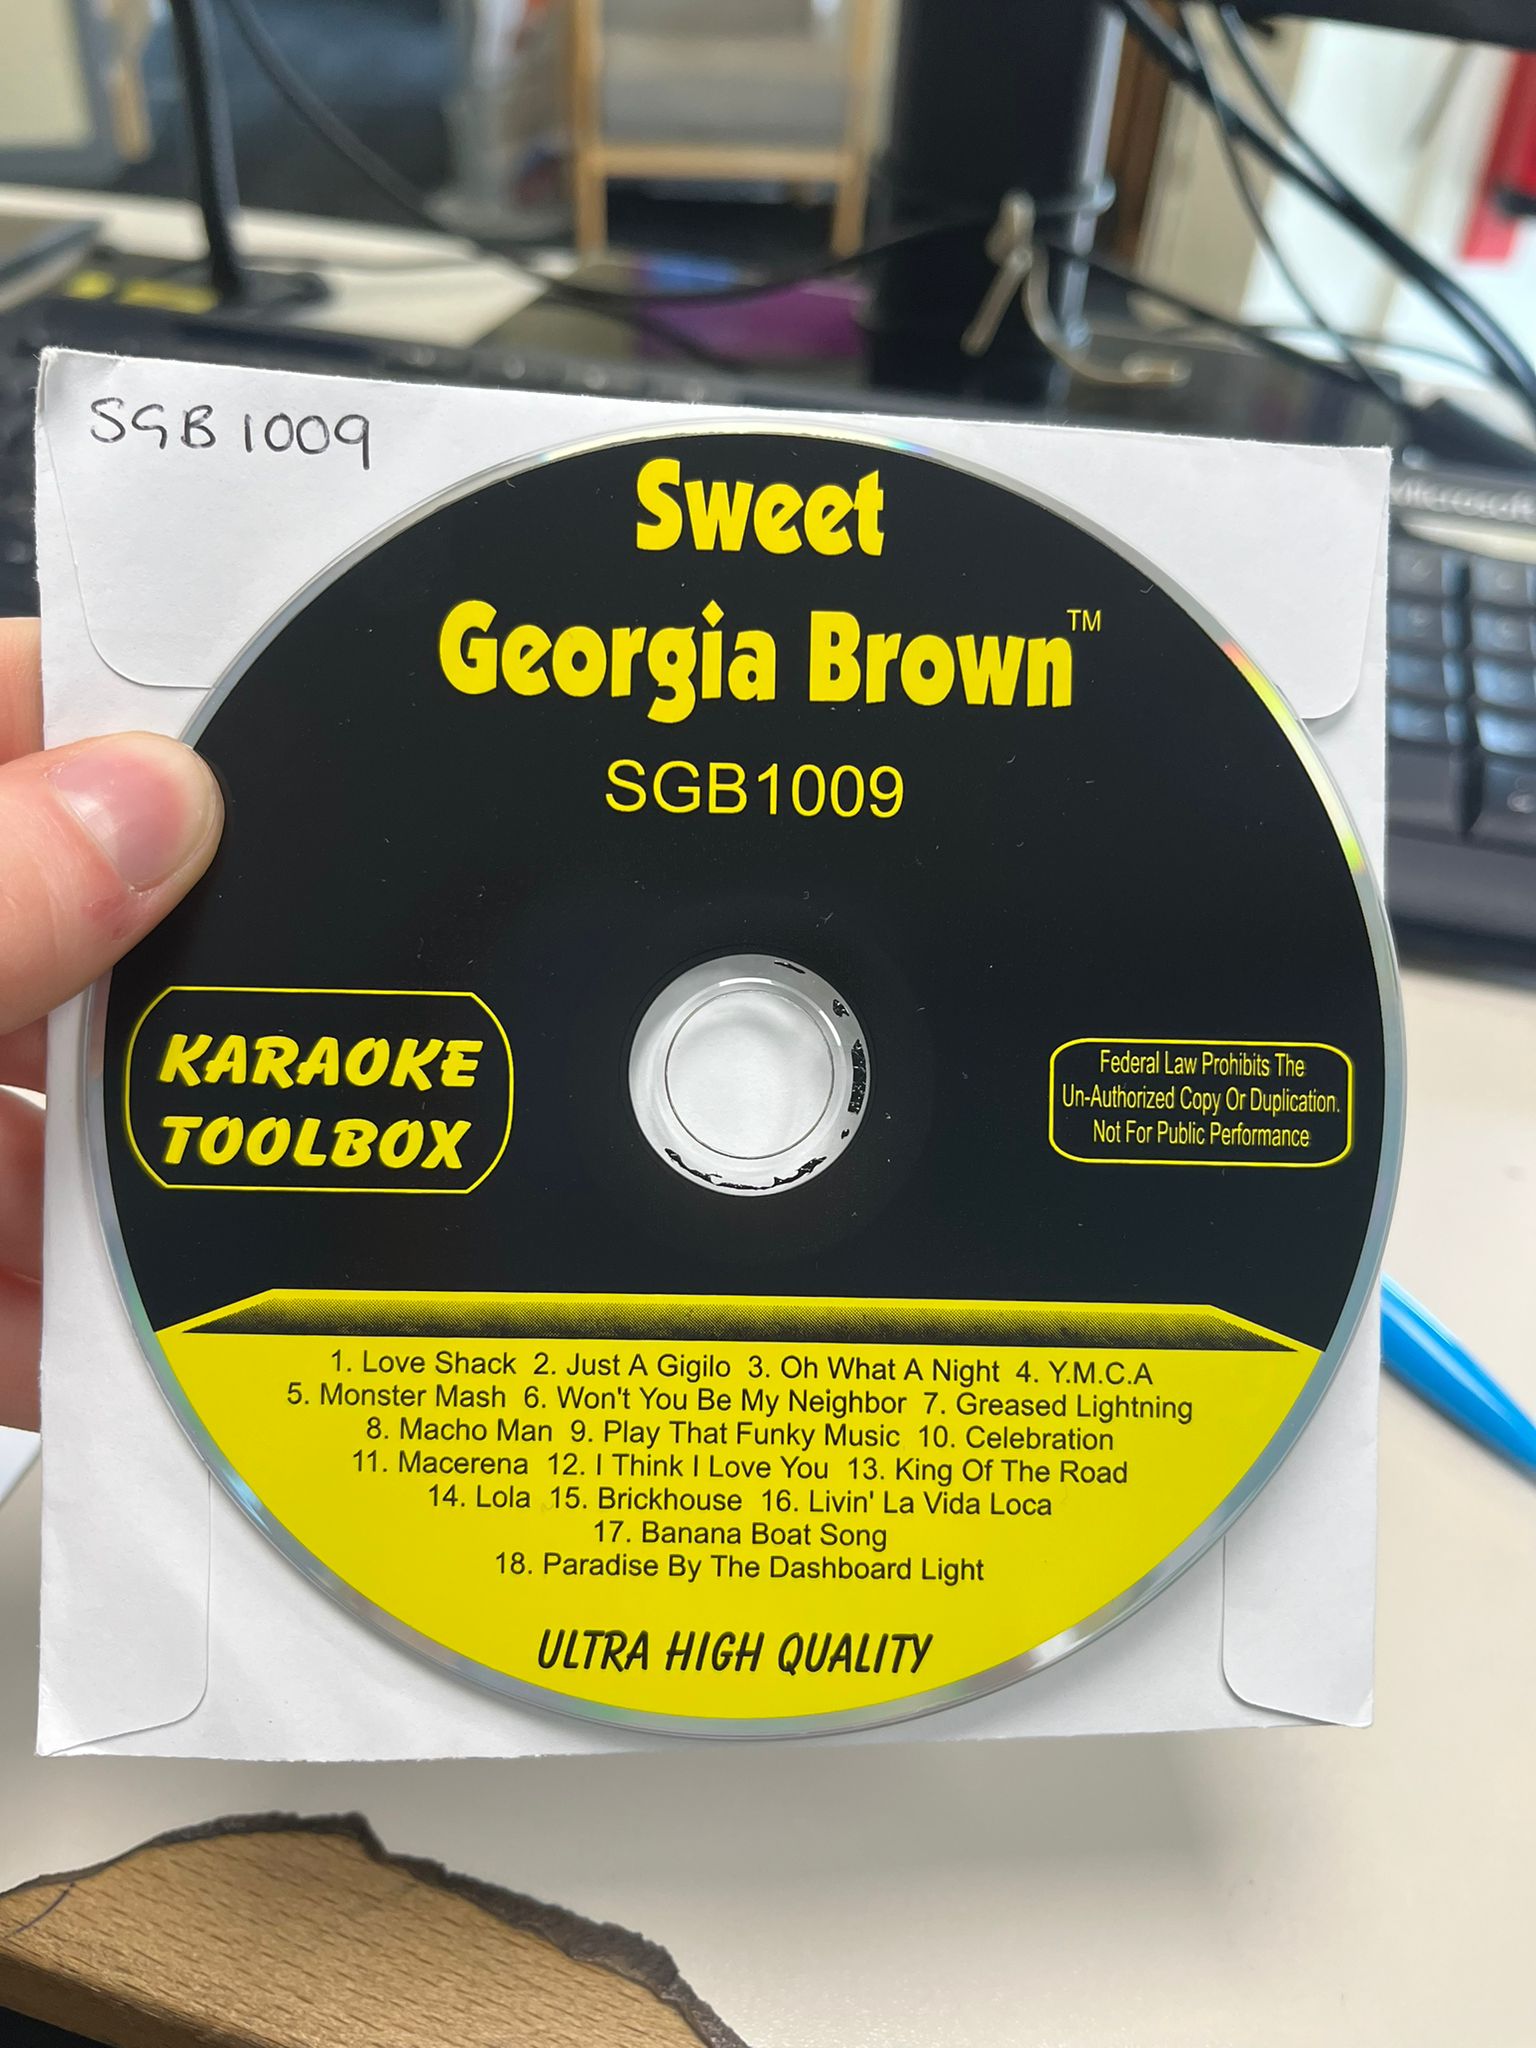 SGB 1009
Sweet
Georgia Brown™
SGB1009
KARAOKE
TOOLBOX
Federal Law Prohibits The
Un-Authorized Copy Or Duplication.
Not For Public Performance
1. Love Shack 2. Just A Gigilo 3. Oh What A Night 4. Y.M.C.A
5. Monster Mash 6. Won't You Be My Neighbor 7. Greased Lightning
8. Macho Man 9. Play That Funky Music 10. Celebration
11. Macerena 12. I Think I Love You 13. King Of The Road
14. Lola 15. Brickhouse 16. Livin' La Vida Loca
17. Banana Boat Song
18. Paradise By The Dashboard Light
ULTRA HIGH QUALITY
Microsoft